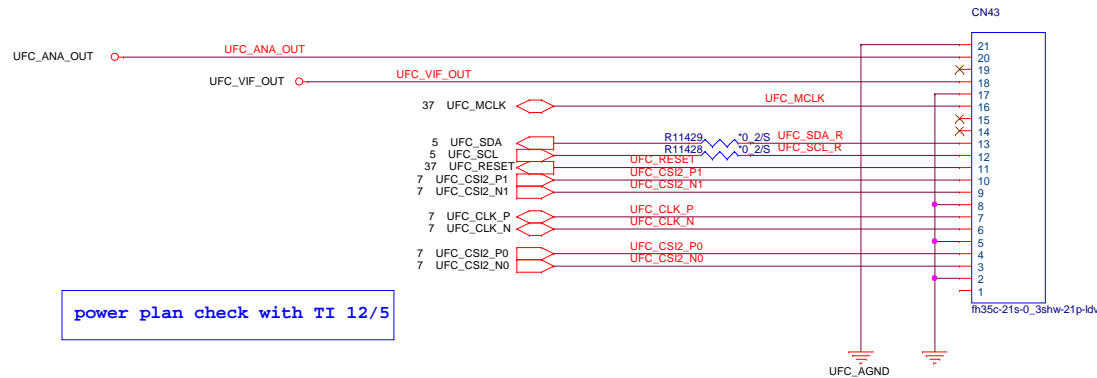 CN43
21
UFC_ANA_OUT UFC_ANA_OUT 20
19
UFC_VIF_OUT UFC_VIF_OUT 18
17
37 UFC_MCLK UFC_MCLK 16
15
14
5 UFC_SDA R11429 *0_2/S UFC_SDA_R 13
5 UFC_SCL R11428 *0_2/S UFC_SCL_R 12
37 UFC_RESET UFC_RESET 11
7 UFC_CSI2_P1 UFC_CSI2_P1 10
7 UFC_CSI2_N1 UFC_CSI2_N1 9
8
7 UFC_CLK_P UFC_CLK_P 7
7 UFC_CLK_N UFC_CLK_N 6
5
7 UFC_CSI2_P0 UFC_CSI2_P0 4
7 UFC_CSI2_N0 UFC_CSI2_N0 3
2
1
power plan check with TI 12/5
fh35c-21s-0_3shw-21p-ldv
UFC_AGND